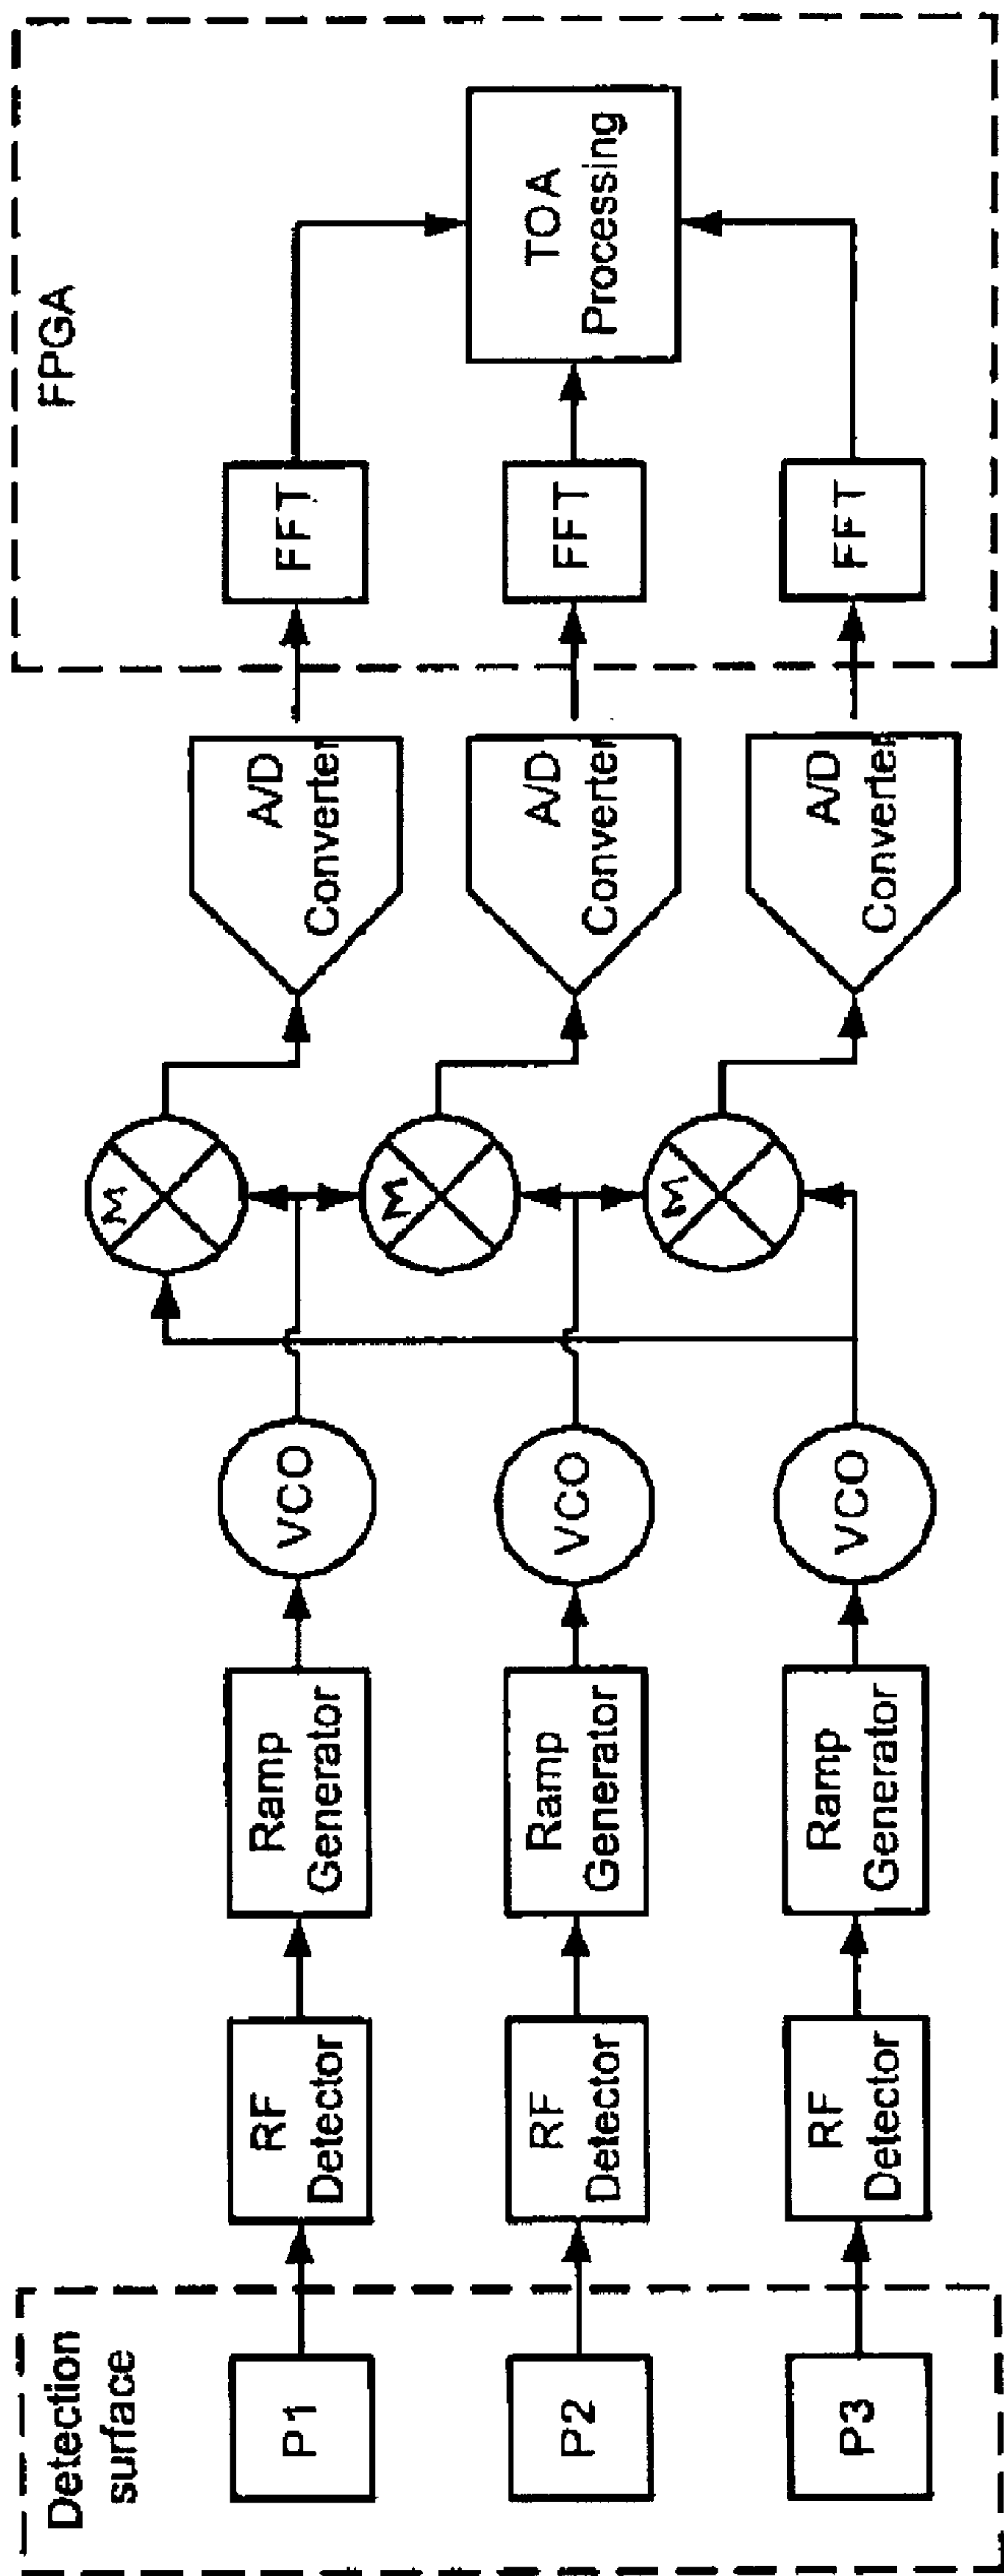 Detection
surface
P1
P2
P3
RF
Detector
RF
Detector
RF
Detector
Ramp
Generator
Ramp
Generator
Ramp
Generator
VCO
VCO
VCO
Σ
Σ
Σ
A/D
Converter
A/D
Converter
A/D
Converter
FPGA
FFT
FFT
FFT
TOA
Processing